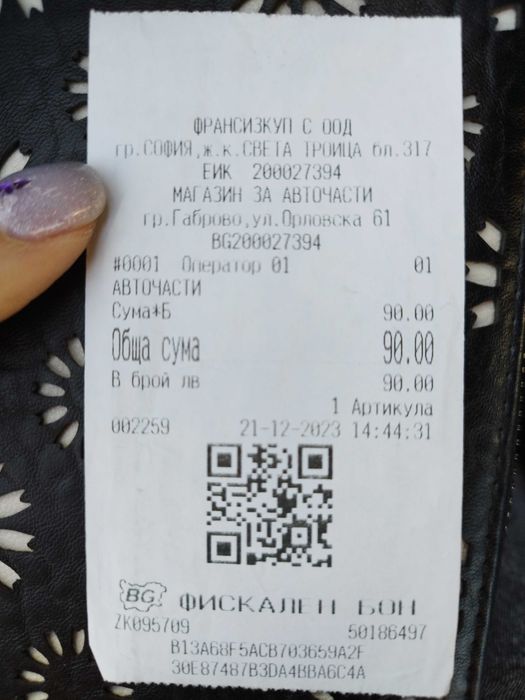 ФРАНСИЗКУП С ООД
гр.СОФИЯ,ж.к.СВЕТА ТРОИЦА бл.317
ЕИК 200027394
МАГАЗИН ЗА АВТОЧАСТИ
гр.Габрово,ул.Орловска 61
BG200027394
#0001 Оператор 01 01
АВТОЧАСТИ
Сума*Б 90.00
Обща сума 90.00
В брой лв 90.00
1 Артикула
002259 21-12-2023 14:44:31
BG ФИСКАЛЕН БОН
ZK095709 50186497
B13A68F5ACB703659A2F
30E87487B3DA4BBA6C4A